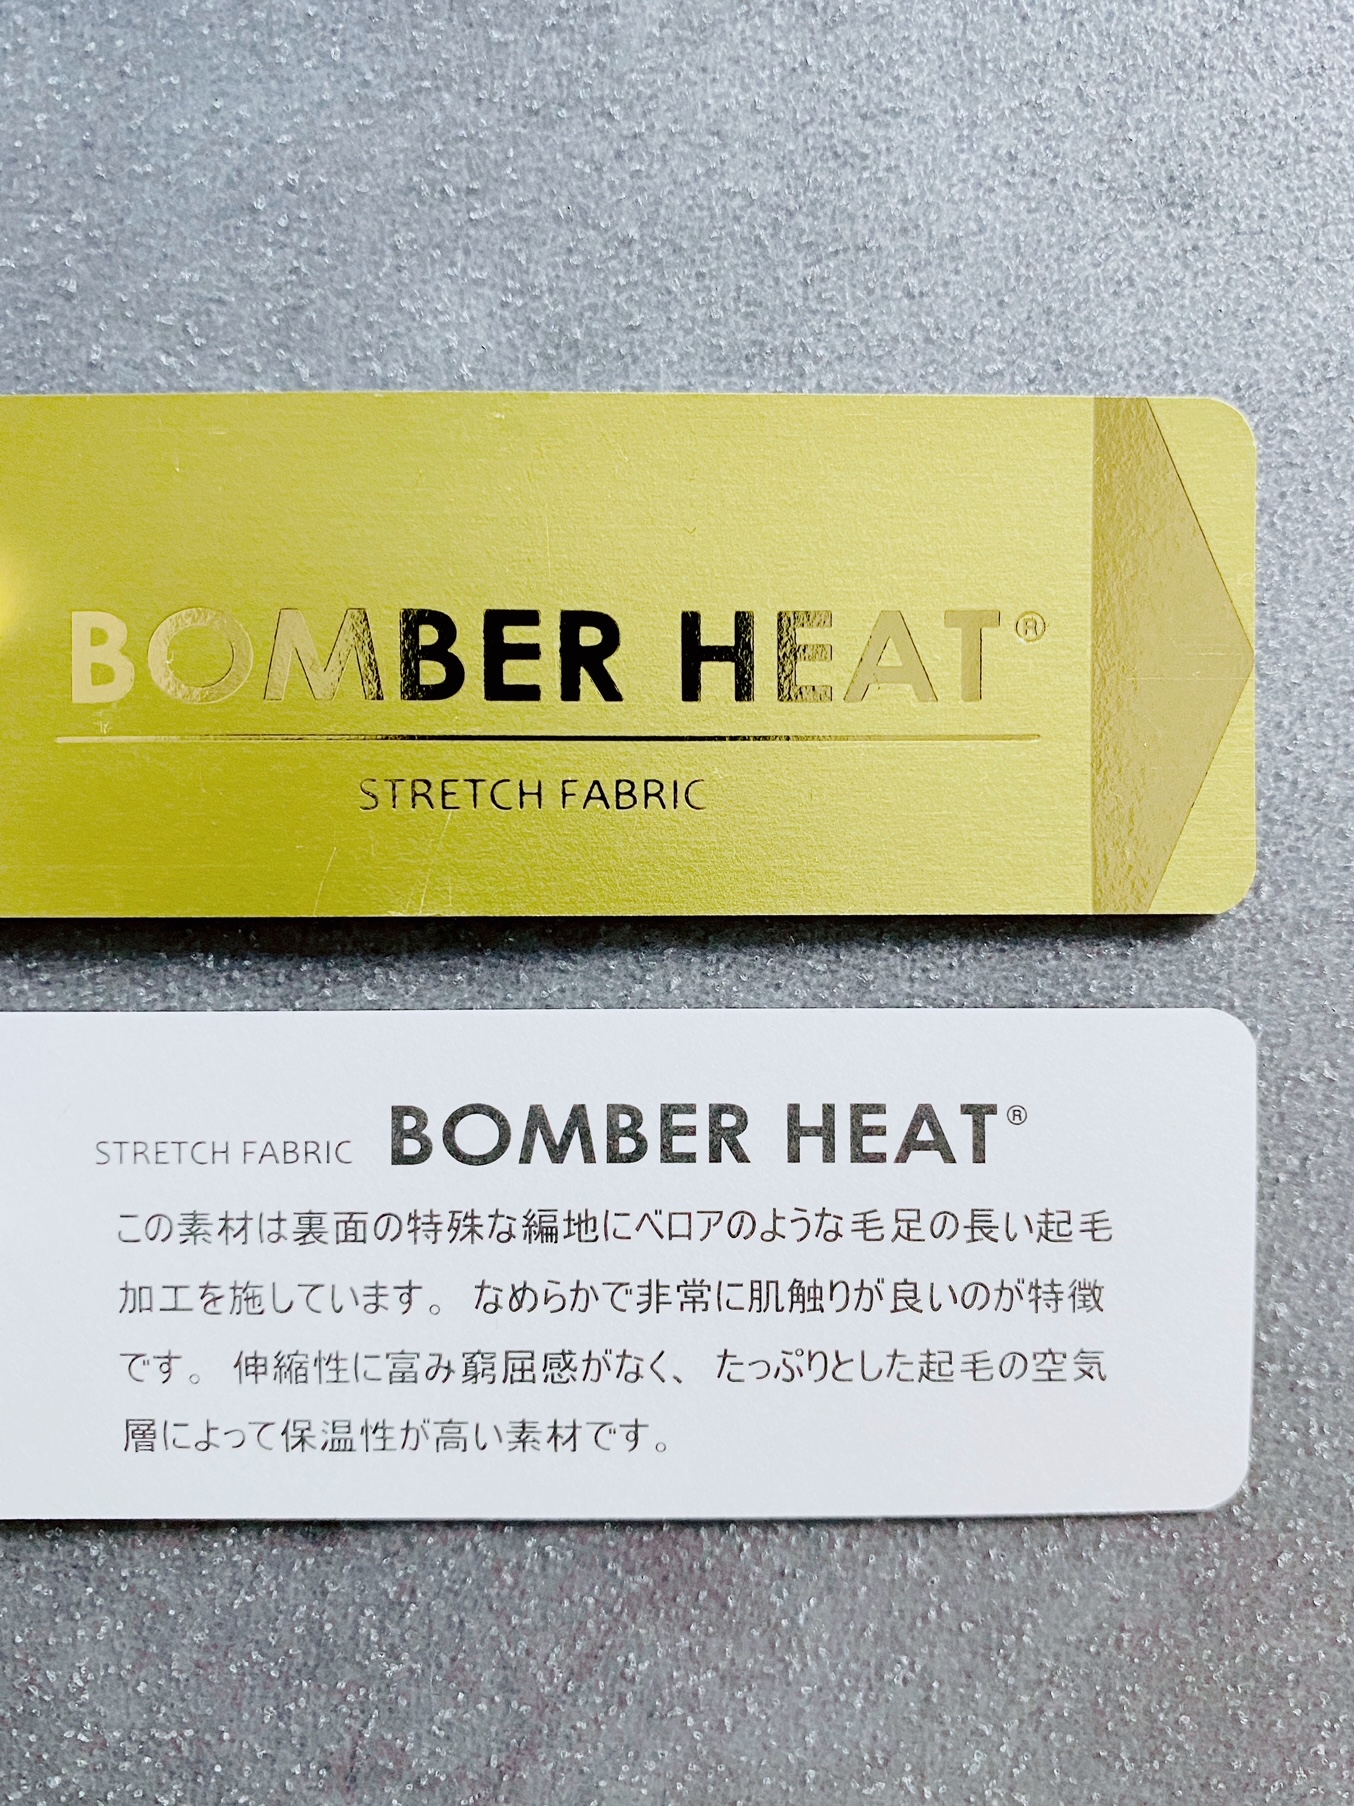 BOMBER HEAT®
STRETCH FABRIC
STRETCH FABRIC BOMBER HEAT®
この素材は裏面の特殊な編地にベロアのような毛足の長い起毛
加工を施しています。なめらかで非常に肌触りが良いのが特徴
です。伸縮性に富み窮屈感がなく、たっぷりとした起毛の空気
層によって保温性が高い素材です。